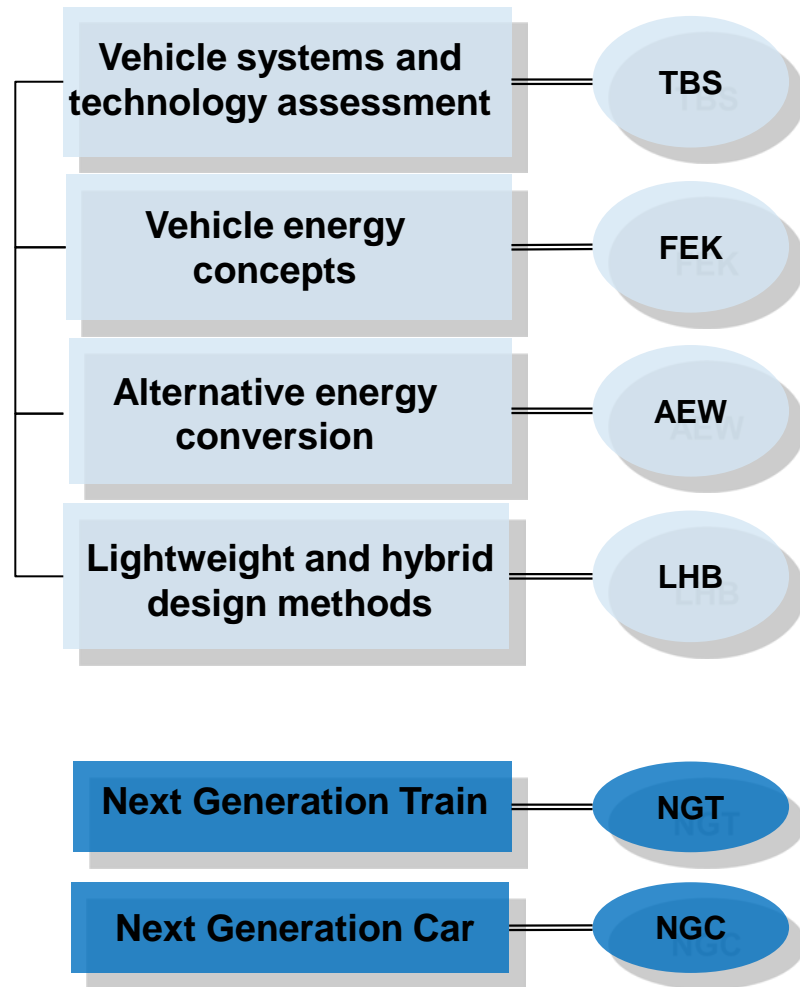 Vehicle systems and
technology assessment
TBS
Vehicle energy
concepts
FEK
Alternative energy
conversion
AEW
Lightweight and hybrid
design methods
LHB
Next Generation Train
NGT
Next Generation Car
NGC